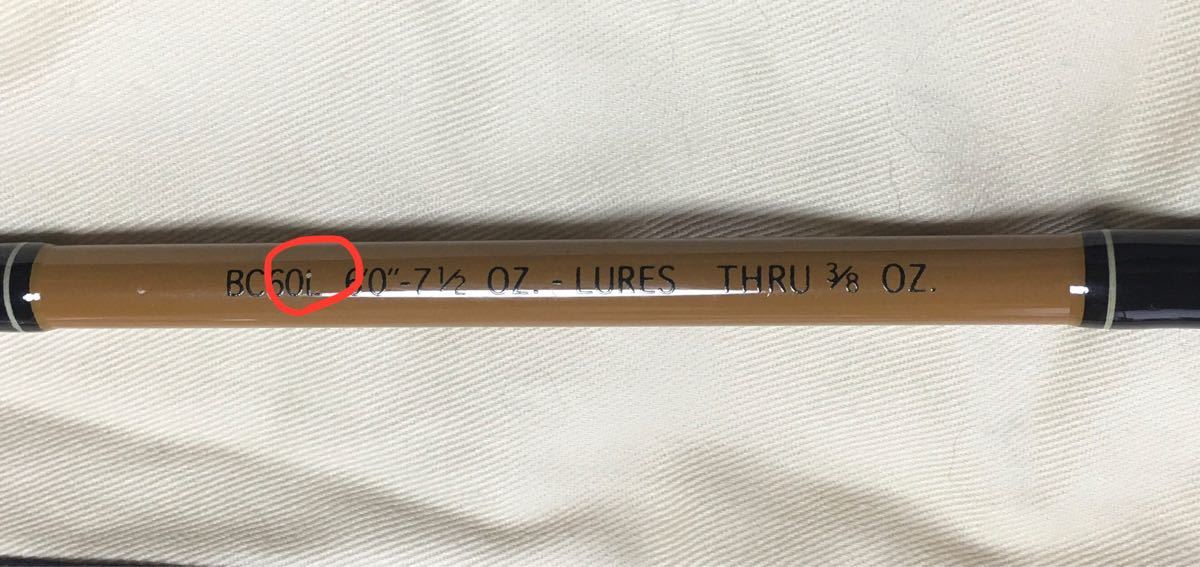 BC60L 6'0"-7½ OZ. - LURES THRU ⅜ OZ.